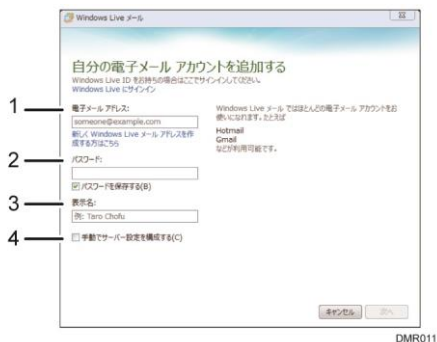 Windows Live メール
自分の電子メール アカウントを追加する
Windows Live ID をお持ちの場合はここでサインインしてください。
Windows Live にサインイン
1
電子メール アドレス:
someone@example.com
新しく Windows Live メール アドレスを作
成する方はこちら
Windows Live メール ではほとんどの電子メール アカウントをお
使いになれます。たとえば
Hotmail
Gmail
などが利用可能です。
2
パスワード:
パスワードを保存する(B)
3
表示名:
例: Taro Chofu
4
手動でサーバー設定を構成する(C)
キャンセル
次へ
DMR011